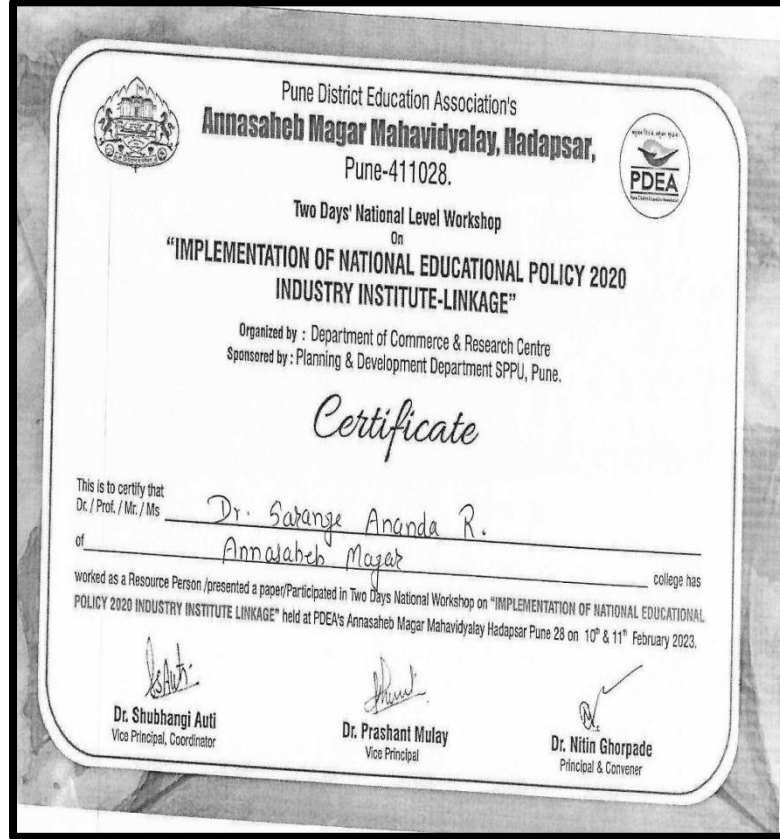 Pune District Education Association's
Annasaheb Magar Mahavidyalay, Hadapsar,
Pune-411028.
PDEA
Two Days' National Level Workshop
On
"IMPLEMENTATION OF NATIONAL EDUCATIONAL POLICY 2020
INDUSTRY INSTITUTE-LINKAGE"
Organized by : Department of Commerce & Research Centre
Sponsored by : Planning & Development Department SPPU, Pune.
Certificate
This is to certify that
Dr. / Prof. / Mr. / Ms Dr. Sarange Ananda R.
of Annasaheb Magar college has
worked as a Resource Person /presented a paper/Participated in Two Days National Workshop on "IMPLEMENTATION OF NATIONAL EDUCATIONAL
POLICY 2020 INDUSTRY INSTITUTE LINKAGE" held at PDEA's Annasaheb Magar Mahavidyalay Hadapsar Pune 28 on 10th & 11th February 2023.
Dr. Shubhangi Auti
Vice Principal, Coordinator
Dr. Prashant Mulay
Vice Principal
Dr. Nitin Ghorpade
Principal & Convener